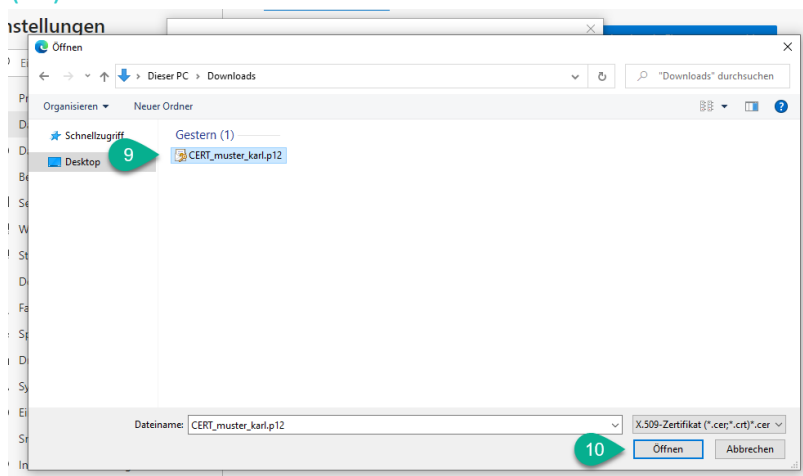 nstellungen
Öffnen
Dieser PC > Downloads
"Downloads" durchsuchen
Organisieren
Neuer Ordner
Schnellzugriff
Desktop
Gestern (1)
9
CERT_muster_karl.p12
Dateiname:
CERT_muster_karl.p12
X.509-Zertifikat (*.cer;*.crt)*.cer
10
Öffnen
Abbrechen